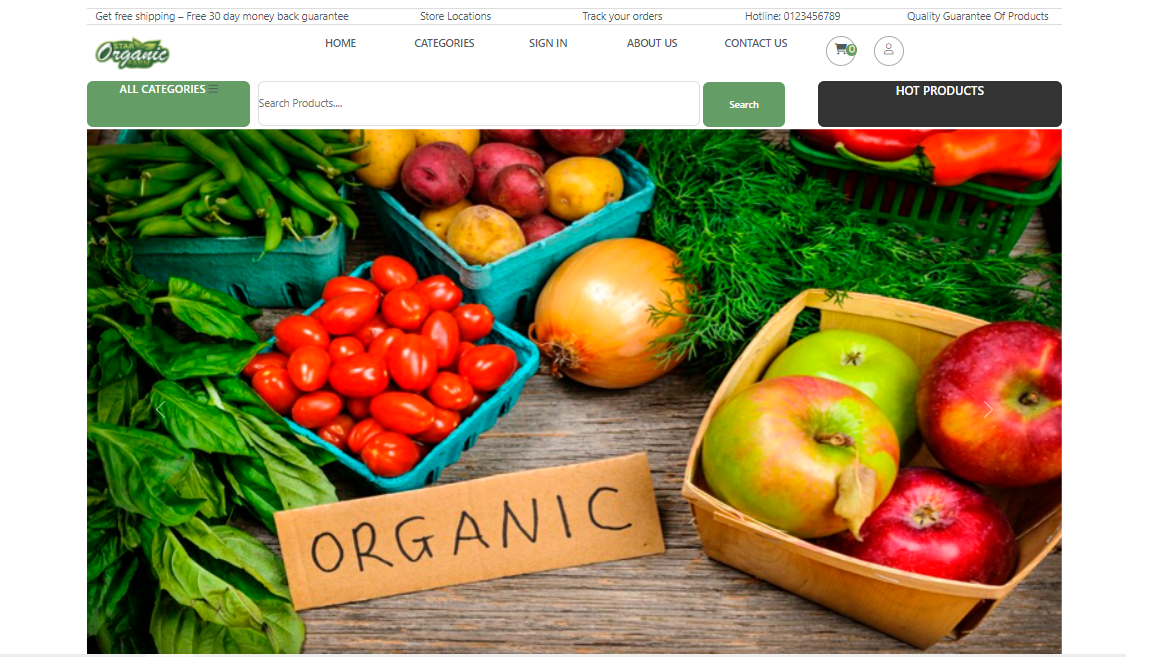 Get free shipping – Free 30 day money back guarantee
Store Locations
Track your orders
Hotline: 0123456789
Quality Guarantee Of Products
STAR
Organic
HOME
CATEGORIES
SIGN IN
ABOUT US
CONTACT US
0
ALL CATEGORIES
Search Products....
Search
HOT PRODUCTS
ORGANIC